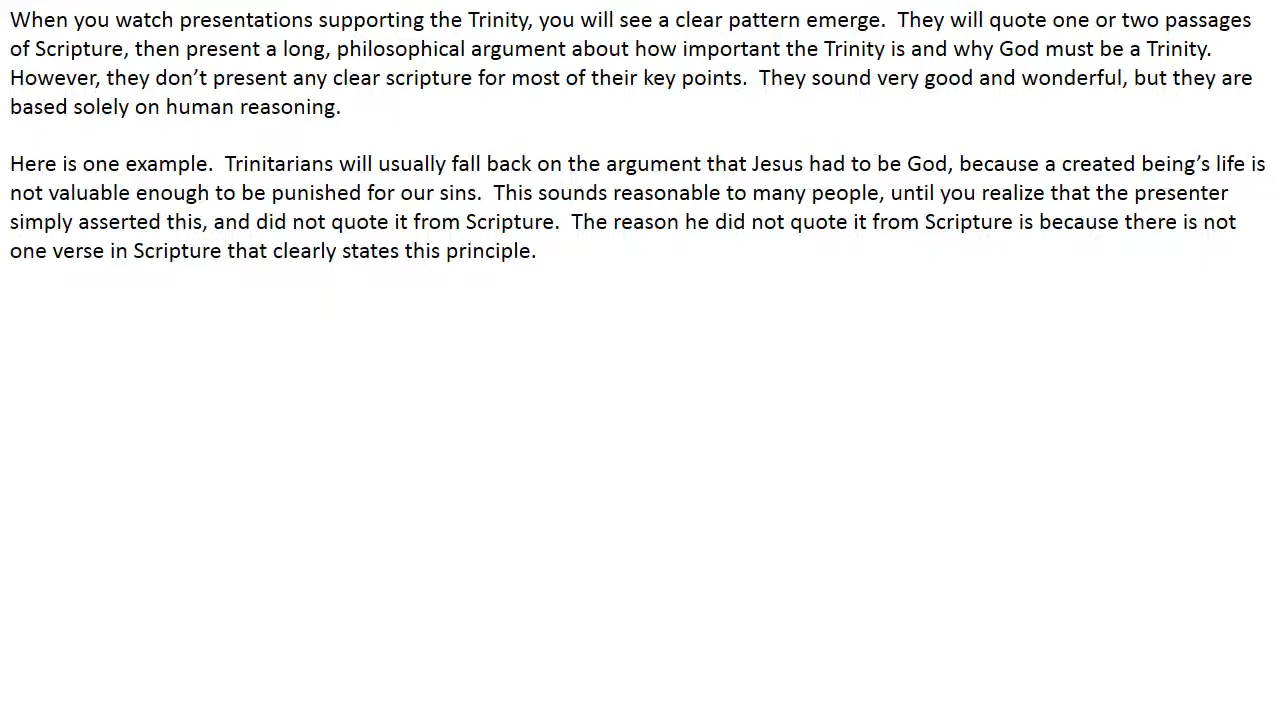 When you watch presentations supporting the Trinity, you will see a clear pattern emerge.  They will quote one or two passages
of Scripture, then present a long, philosophical argument about how important the Trinity is and why God must be a Trinity.
However, they don’t present any clear scripture for most of their key points.  They sound very good and wonderful, but they are
based solely on human reasoning.
Here is one example.  Trinitarians will usually fall back on the argument that Jesus had to be God, because a created being’s life is
not valuable enough to be punished for our sins.  This sounds reasonable to many people, until you realize that the presenter
simply asserted this, and did not quote it from Scripture.  The reason he did not quote it from Scripture is because there is not
one verse in Scripture that clearly states this principle.